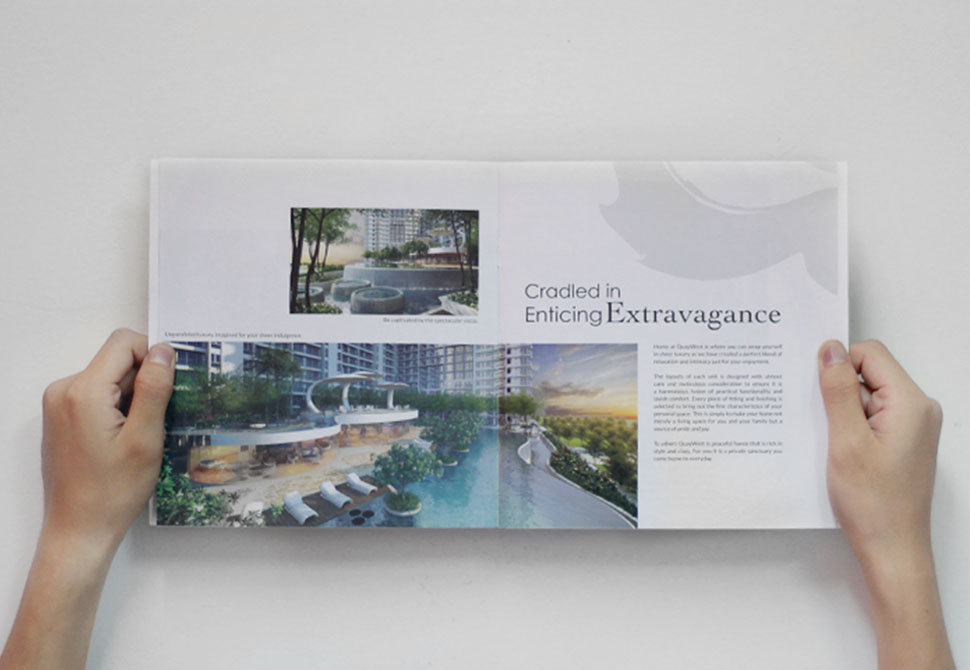 Be captivated by the spectacular vistas.
Unparalleled luxury, imagined for your sheer indulgence.
Cradled in
Enticing Extravagance
Home at QuayWest is where you can wrap yourself
in sheer luxury as we have created a perfect blend of
relaxation and intimacy just for your enjoyment.
The layouts of each unit is designed with utmost
care and meticulous consideration to ensure it is
a harmonious fusion of practical functionality and
lavish comfort. Every piece of fitting and finishing is
selected to bring out the fine characteristics of your
personal space. This is simply to make your home not
merely a living space for you and your family but a
source of pride and joy.
To others QuayWest is peaceful haven that is rich in
style and class. For you it is a private sanctuary you
come home to everyday.